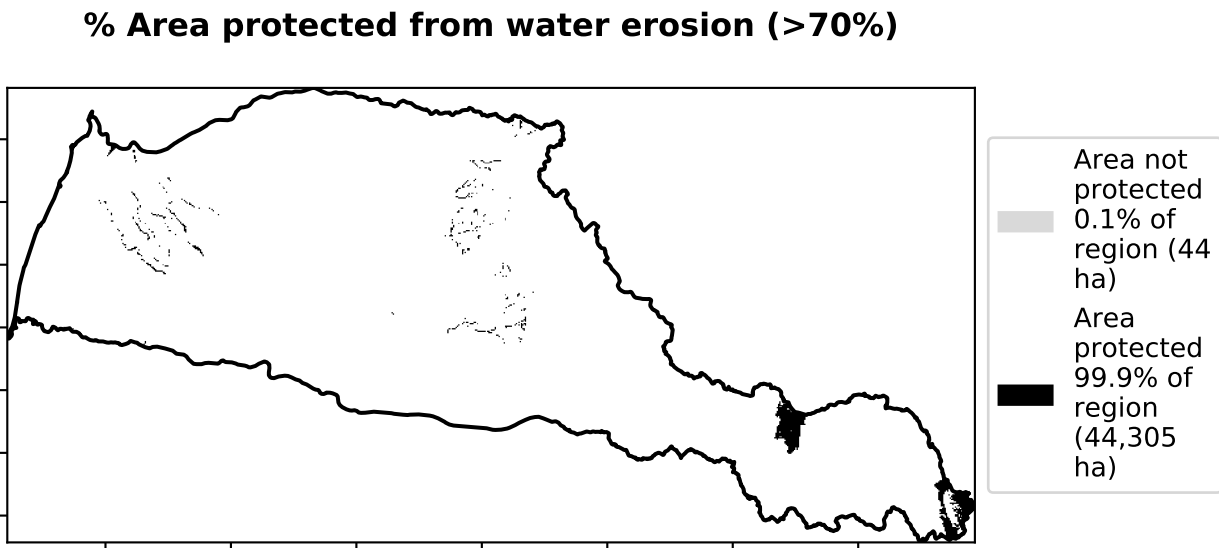 % Area protected from water erosion (>70%)
Area not
protected
0.1% of
region (44
ha)
Area
protected
99.9% of
region
(44,305
ha)